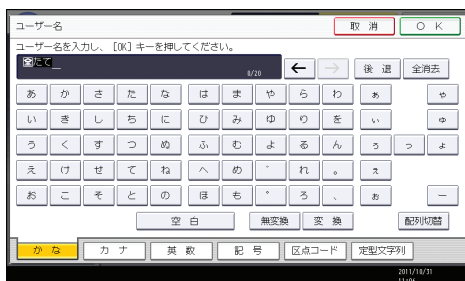 ユーザー名 取 消 O K
ユーザー名を入力し、[OK] キーを押してください。
全たて_ 0/20 ← → 後 退 全消去
あ か さ た な は ま や ら わ ぁ ゃ
い き し ち に ひ み ゆ り を ぃ ゅ
う く す つ ぬ ふ む よ る ん ぅ っ ょ
え け せ て ね へ め ゛ れ 。 ぇ
お こ そ と の ほ も ゜ ろ 、 ぉ ー
空 白 無変換 変 換 配列切替
か な カ ナ 英 数 記 号 区点コード 定型文字列
2011/10/31